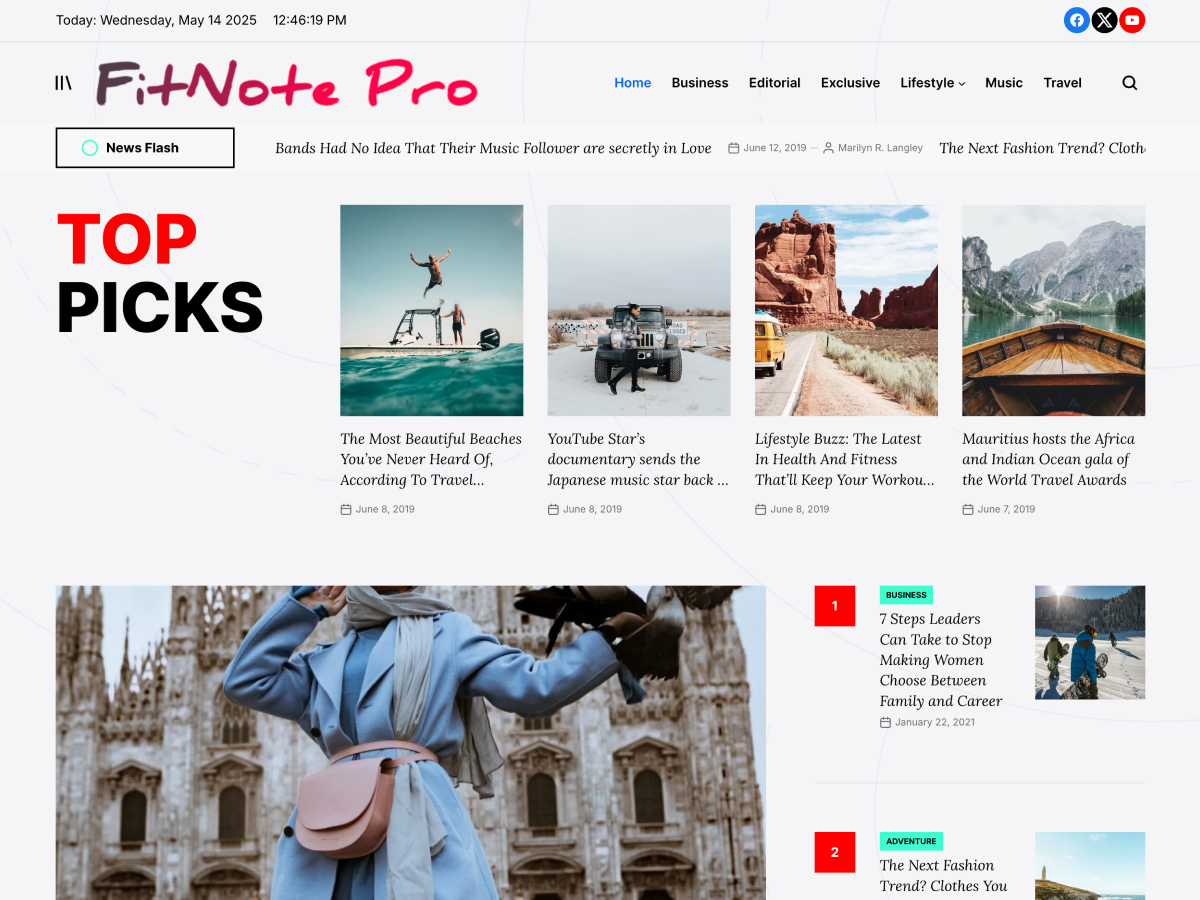 Today: Wednesday, May 14 2025 12:46:19 PM
FitNote Pro
Home Business Editorial Exclusive Lifestyle Music Travel
News Flash
Bands Had No Idea That Their Music Follower are secretly in Love June 12, 2019 — Marilyn R. Langley The Next Fashion Trend?
TOP
PICKS
The Most Beautiful Beaches
You've Never Heard Of,
According To Travel...
June 8, 2019
YouTube Star's
documentary sends the
Japanese music star back ...
June 8, 2019
Lifestyle Buzz: The Latest
In Health And Fitness
That'll Keep Your Workou...
June 8, 2019
Mauritius hosts the Africa
and Indian Ocean gala of
the World Travel Awards
June 7, 2019
1
BUSINESS
7 Steps Leaders
Can Take to Stop
Making Women
Choose Between
Family and Career
January 22, 2021
2
ADVENTURE
The Next Fashion
Trend? Clothes You